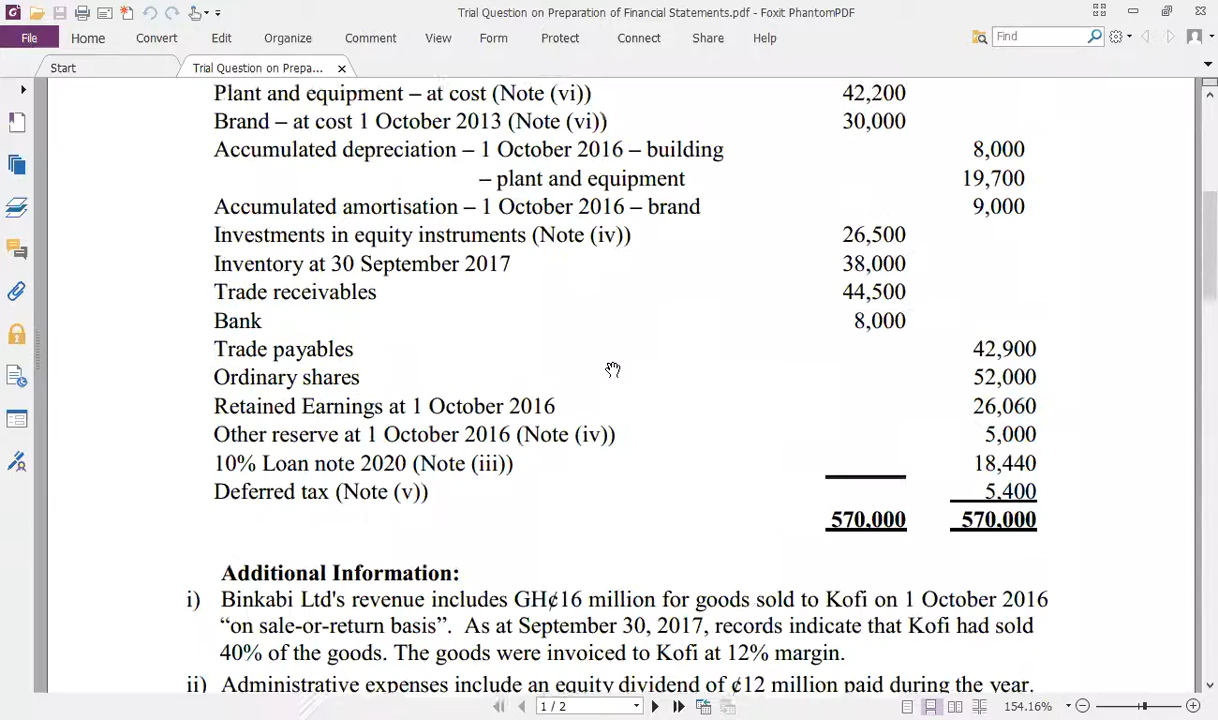 Trial Question on Preparation of Financial Statements.pdf - Foxit PhantomPDF
File Home Convert Edit Organize Comment View Form Protect Connect Share Help Find
Start Trial Question on Prepa...
Plant and equipment – at cost (Note (vi)) 42,200
Brand – at cost 1 October 2013 (Note (vi)) 30,000
Accumulated depreciation – 1 October 2016 – building 8,000
– plant and equipment 19,700
Accumulated amortisation – 1 October 2016 – brand 9,000
Investments in equity instruments (Note (iv)) 26,500
Inventory at 30 September 2017 38,000
Trade receivables 44,500
Bank 8,000
Trade payables 42,900
Ordinary shares 52,000
Retained Earnings at 1 October 2016 26,060
Other reserve at 1 October 2016 (Note (iv)) 5,000
10% Loan note 2020 (Note (iii)) 18,440
Deferred tax (Note (v)) 5,400
570,000 570,000
Additional Information:
i) Binkabi Ltd's revenue includes GH¢16 million for goods sold to Kofi on 1 October 2016
“on sale-or-return basis”. As at September 30, 2017, records indicate that Kofi had sold
40% of the goods. The goods were invoiced to Kofi at 12% margin.
ii) Administrative expenses include an equity dividend of ¢12 million paid during the year.
1 / 2 154.16%